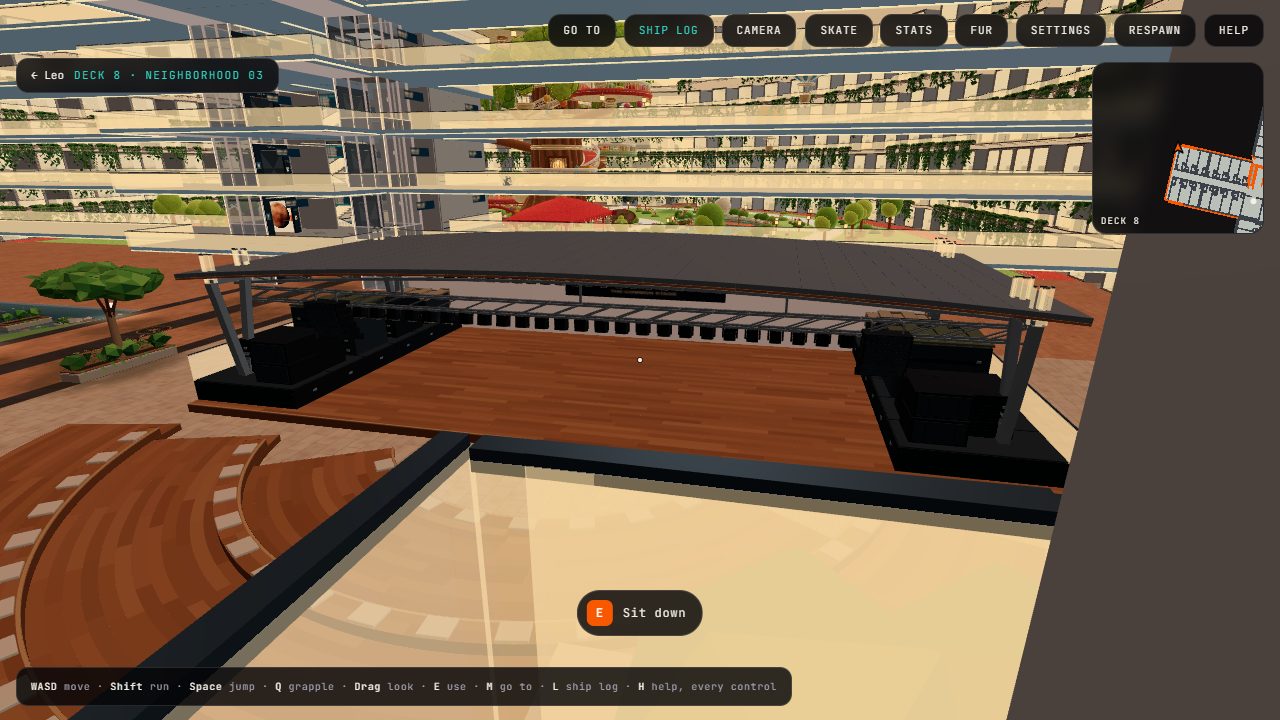 GO TO
SHIP LOG
CAMERA
SKATE
STATS
FUR
SETTINGS
RESPAWN
HELP
← Leo DECK 8 · NEIGHBORHOOD 03
DECK 8
E Sit down
WASD move · Shift run · Space jump · Q grapple · Drag look · E use · M go to · L ship log · H help, every control